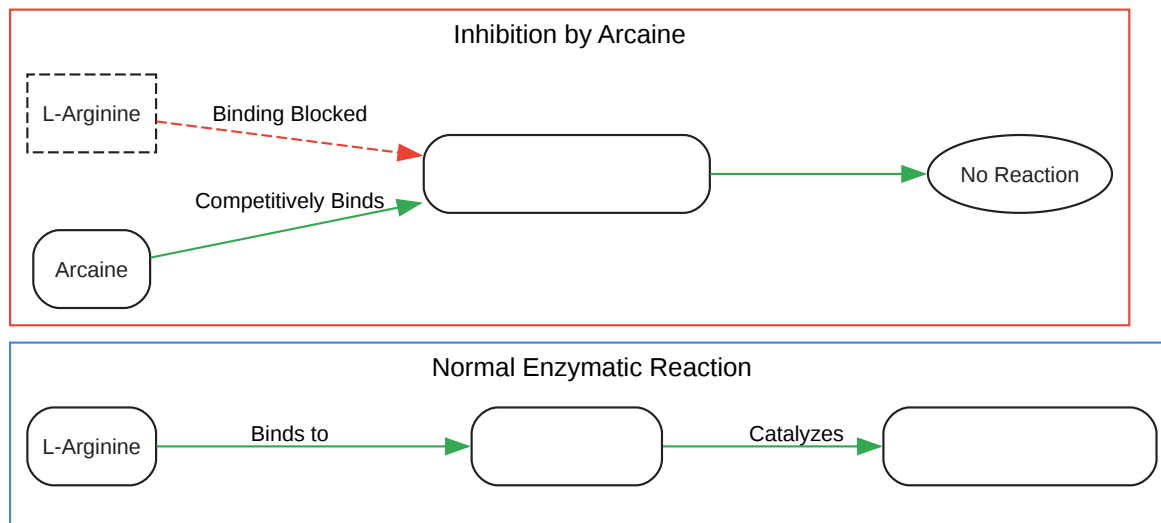 Inhibition by Arcaine
L-Arginine
Binding Blocked
Competitively Binds
No Reaction
Arcaine
Normal Enzymatic Reaction
L-Arginine
Binds to
Catalyzes